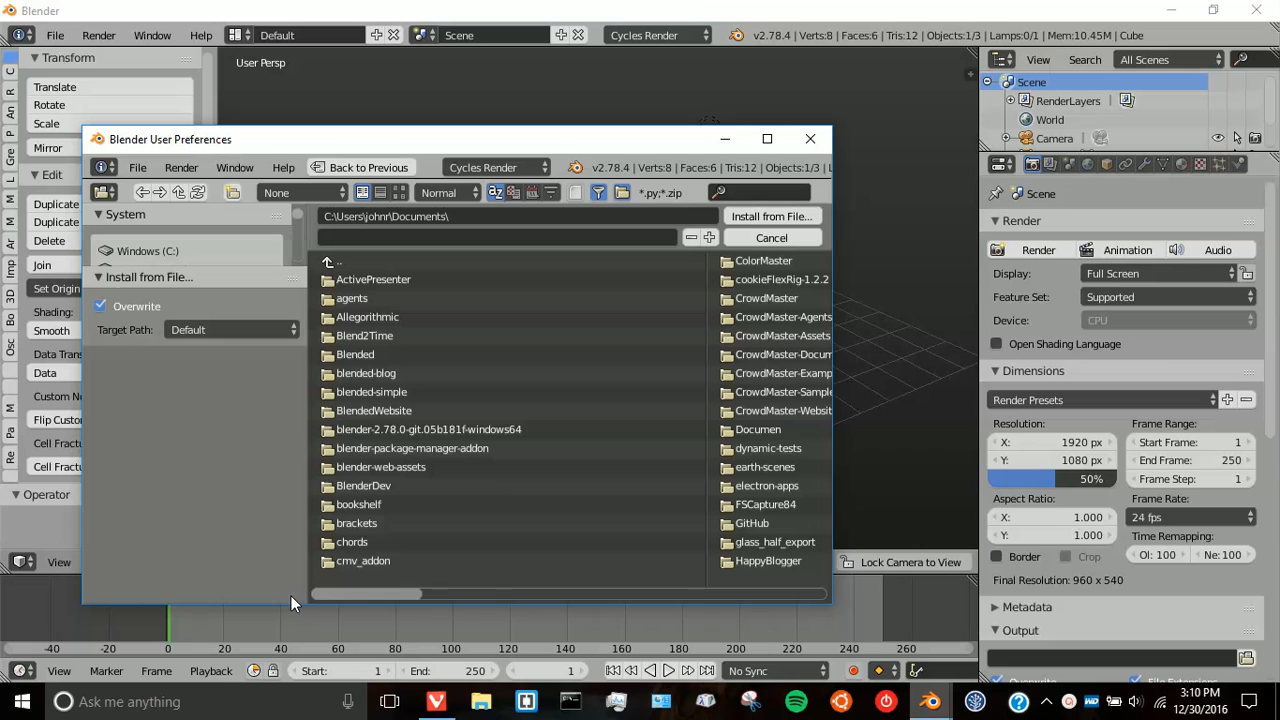 Blender
File Render Window Help Default Scene Cycles Render v2.78.4 | Verts:8 | Faces:6 | Tris:12 | Objects:1/3 | Lamps:0/1 | Mem:10.45M | Cube
Transform
Translate
Rotate
Scale
Mirror
Edit
Duplicate
Duplicate
Delete
Join
Set Origin
Shading:
Smooth
Data Trans
Data
Custom No
Flip Custo
Cell Fractu
Cell Fractu
Operator
C
R
An
P
Gre
L
M
M
Ar
Imp
3D
Bo
Osc
M
Pa
Re
User Persp
Blender User Preferences
File Render Window Help Back to Previous Cycles Render v2.78.4 | Verts:8 | Faces:6 | Tris:12 | Objects:1/3 | L
None Normal *.py;*.zip
System
Windows (C:)
Install from File...
Overwrite
Target Path: Default
C:\Users\johnr\Documents\ Install from File...
Cancel
..
ActivePresenter
agents
Allegorithmic
Blend2Time
Blended
blended-blog
blended-simple
BlendedWebsite
blender-2.78.0-git.05b181f-windows64
blender-package-manager-addon
blender-web-assets
BlenderDev
bookshelf
brackets
chords
cmv_addon
ColorMaster
cookieFlexRig-1.2.2
CrowdMaster
CrowdMaster-Agents
CrowdMaster-Assets
CrowdMaster-Docum
CrowdMaster-Examp
CrowdMaster-Sample
CrowdMaster-Websit
Documen
dynamic-tests
earth-scenes
electron-apps
FSCapture84
GitHub
glass_half_export
HappyBlogger
View Lock Camera to View
-40 -20 0 20 40 60 80 100 120 140 160 180 200 220 240 260
View Marker Frame Playback Start: 1 End: 250 1 No Sync
View Search All Scenes
Scene
RenderLayers
World
Camera
Scene
Render
Render Animation Audio
Display: Full Screen
Feature Set: Supported
Device: CPU
Open Shading Language
Dimensions
Render Presets
Resolution: Frame Range:
X: 1920 px Start Frame: 1
Y: 1080 px End Frame: 250
50% Frame Step: 1
Aspect Ratio: Frame Rate:
X: 1.000 24 fps
Y: 1.000 Time Remapping:
Border Crop Ol: 100 Ne: 100
Final Resolution: 960 x 540
Metadata
Output
Overwrite File Extensions
Ask me anything
3:10 PM
12/30/2016